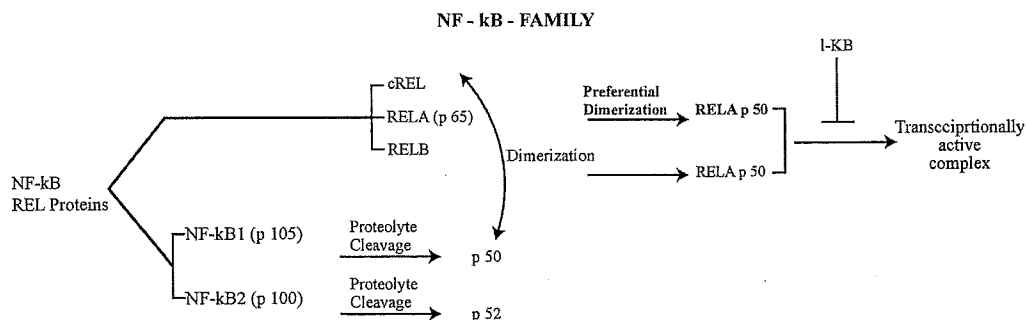 NF - kB - FAMILY
l-KB
cREL
RELA (p 65)
RELB
Preferential
Dimerization
RELA p 50
Dimerization
RELA p 50
Transcciprtionally
active
complex
NF-kB
REL Proteins
NF-kB1 (p 105)
Proteolyte
Cleavage
p 50
NF-kB2 (p 100)
Proteolyte
Cleavage
p 52